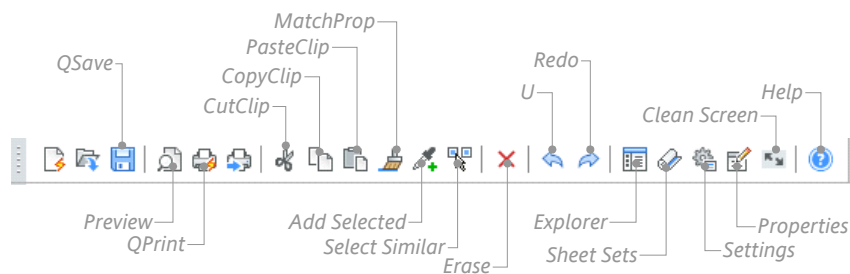 MatchProp
PasteClip
QSave
Redo
CopyClip
U
Help
CutClip
Clean Screen
Preview
Add Selected
Explorer
Properties
QPrint
Select Similar
Sheet Sets
Settings
Erase